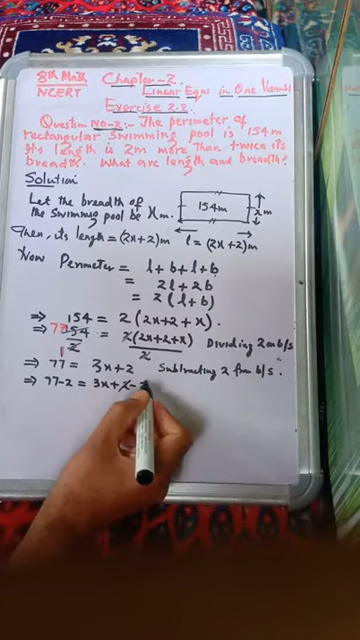 8th Math Chapter-2.
NCERT Linear Eqns in One Variabl
Exercise 2.2
Question NO-2:- The perimeter of
rectangular swimming pool is 154m
Its length is 2m more than twice its
breadth. What are length and breadth?
Solution
Let the breadth of
the swimming pool be x m.
154m
x m
Then, its length = (2x+2)m
l = (2x+2)m
Now Perimeter = l+b+l+b
= 2l+2b
= 2(l+b)
⇒ 154 = 2(2x+2+x).
⇒ 77 154/2 = 2(2x+2+x)/2 Dividing 2 on b/s
1
⇒ 77 = 3x+2 Subtracting 2 from b/s.
⇒ 77-2 = 3x+2-2